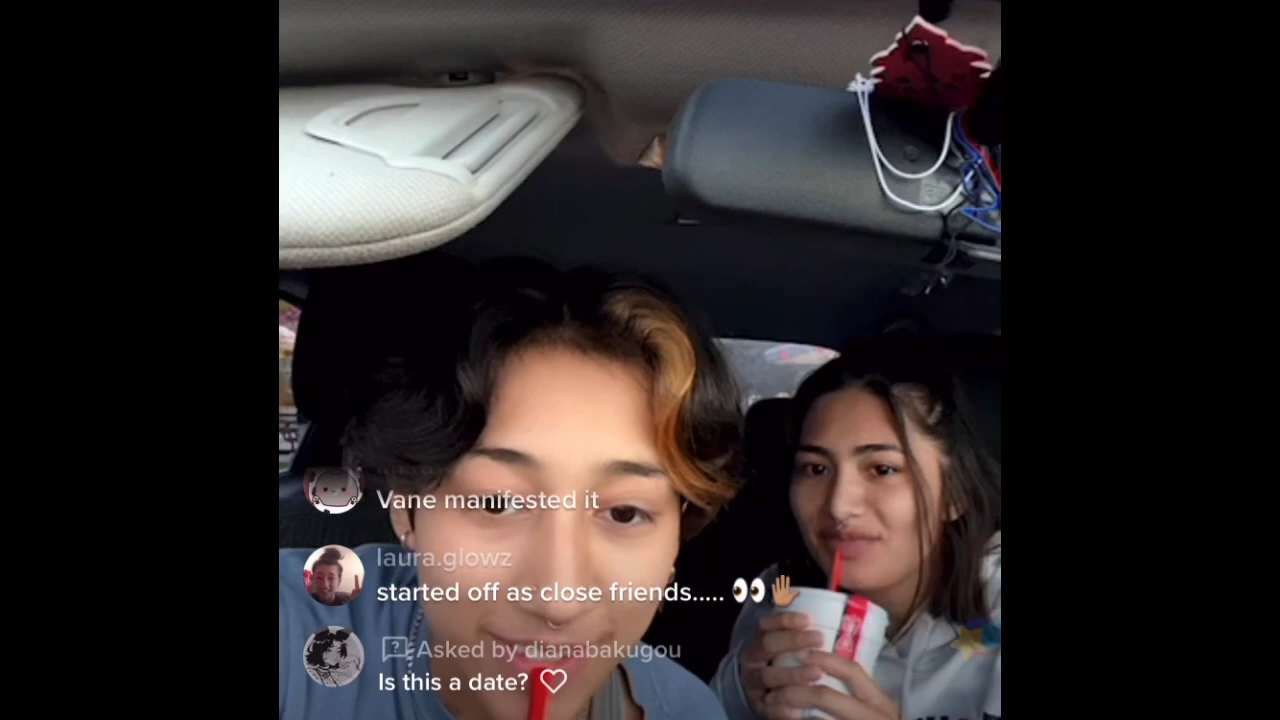 Vane manifested it
laura.glowz
started off as close friends..... 👀🤚🏽
Asked by dianabakugou
Is this a date? ♡